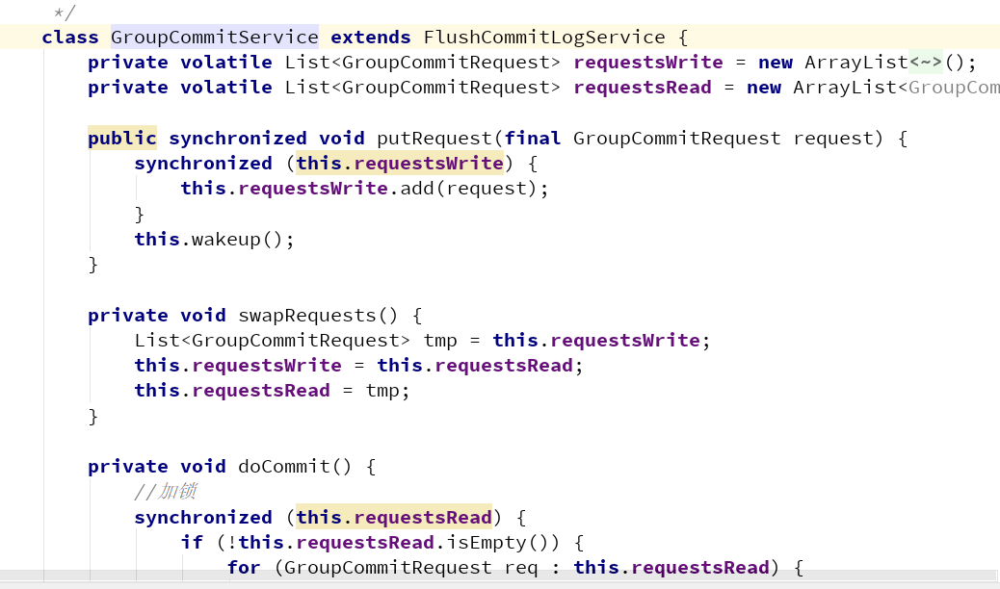 */
class GroupCommitService extends FlushCommitLogService {
    private volatile List<GroupCommitRequest> requestsWrite = new ArrayList<~>();
    private volatile List<GroupCommitRequest> requestsRead = new ArrayList<GroupCom

    public synchronized void putRequest(final GroupCommitRequest request) {
        synchronized (this.requestsWrite) {
            this.requestsWrite.add(request);
        }
        this.wakeup();
    }

    private void swapRequests() {
        List<GroupCommitRequest> tmp = this.requestsWrite;
        this.requestsWrite = this.requestsRead;
        this.requestsRead = tmp;
    }

    private void doCommit() {
        //加锁
        synchronized (this.requestsRead) {
            if (!this.requestsRead.isEmpty()) {
                for (GroupCommitRequest req : this.requestsRead) {